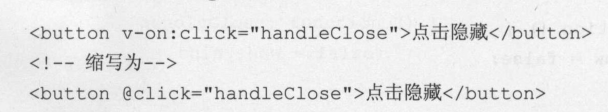 <button v-on:click="handleClose">点击隐藏</button>
<!-- 缩写为-->
<button @click="handleClose">点击隐藏</button>